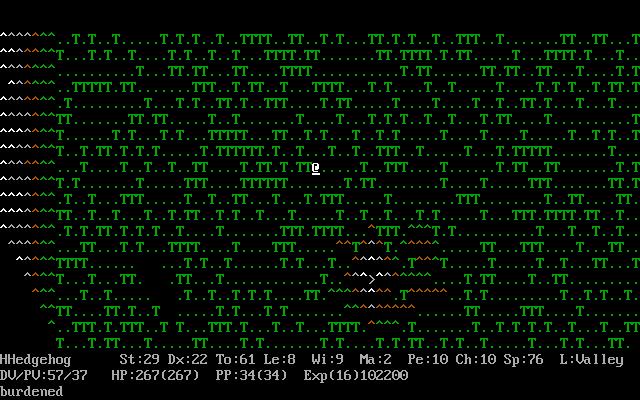 HHedgehog St:29 Dx:22 To:61 Le:8 Wi:9 Ma:2 Pe:10 Ch:10 Sp:76 L:Valley
DV/PV:57/37 HP:267(267) PP:34(34) Exp(16)102200
burdened